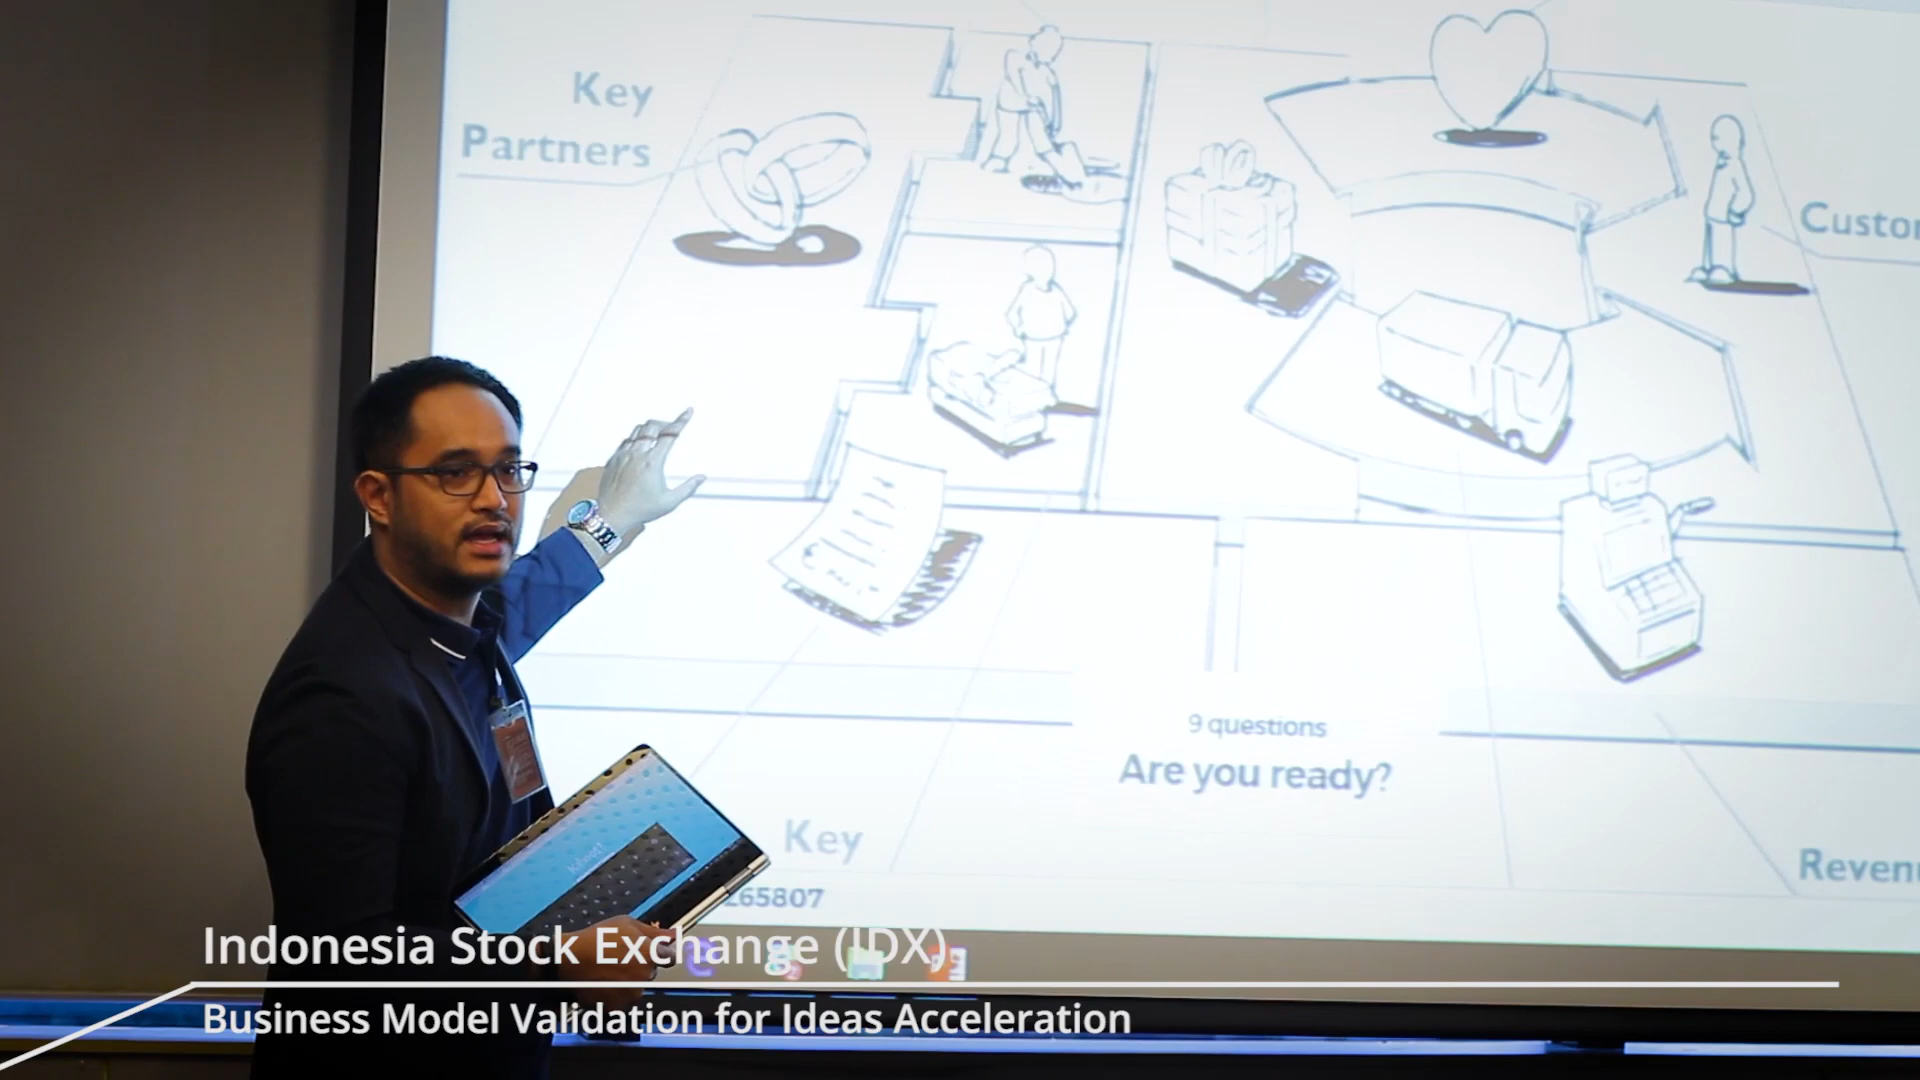 Key
Partners
Custo
9 questions
Are you ready?
Key
Reven
65807
Indonesia Stock Exchange (IDX)
Business Model Validation for Ideas Acceleration